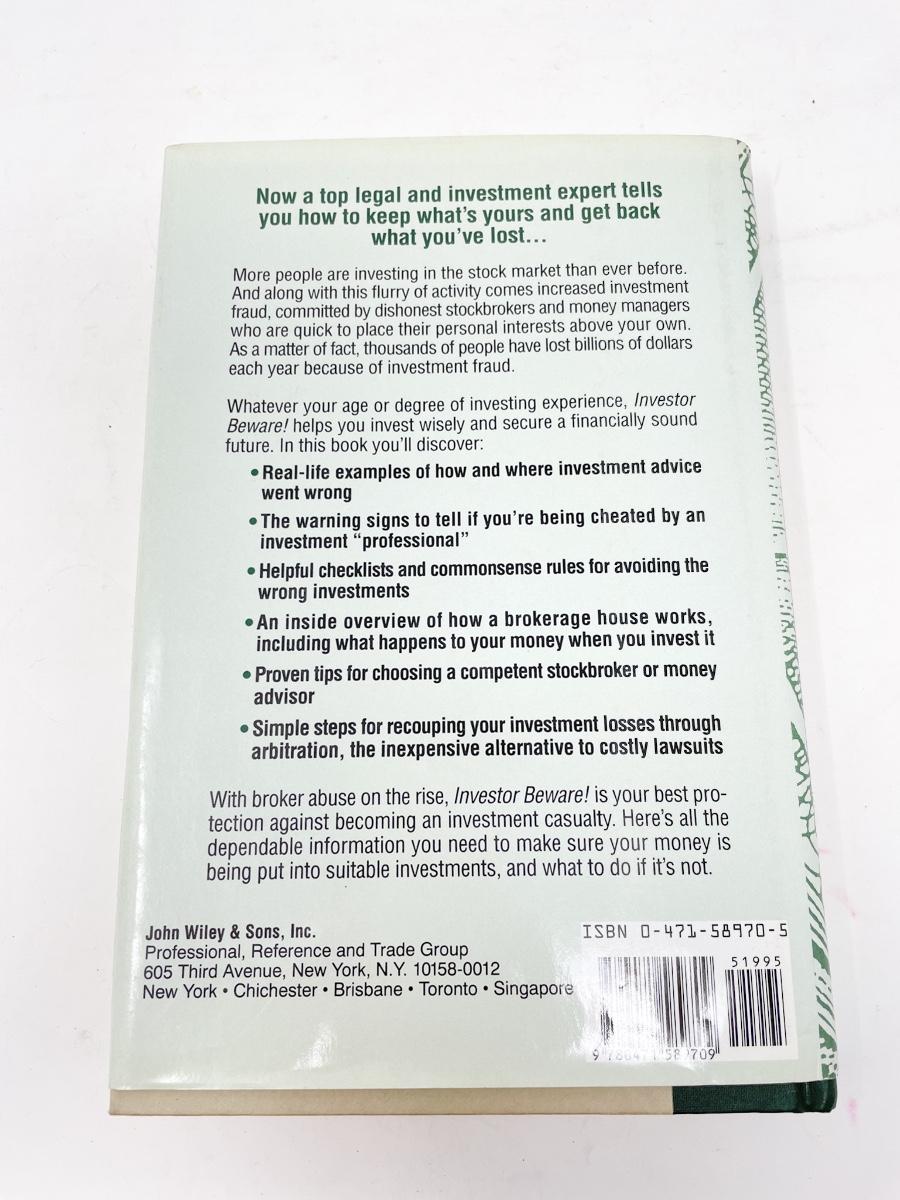 Now a top legal and investment expert tells
you how to keep what's yours and get back
what you've lost...
More people are investing in the stock market than ever before.
And along with this flurry of activity comes increased investment
fraud, committed by dishonest stockbrokers and money managers
who are quick to place their personal interests above your own.
As a matter of fact, thousands of people have lost billions of dollars
each year because of investment fraud.
Whatever your age or degree of investing experience, Investor
Beware! helps you invest wisely and secure a financially sound
future. In this book you'll discover:
•Real-life examples of how and where investment advice
went wrong
•The warning signs to tell if you're being cheated by an
investment “professional”
•Helpful checklists and commonsense rules for avoiding the
wrong investments
•An inside overview of how a brokerage house works,
including what happens to your money when you invest it
•Proven tips for choosing a competent stockbroker or money
advisor
•Simple steps for recouping your investment losses through
arbitration, the inexpensive alternative to costly lawsuits
With broker abuse on the rise, Investor Beware! is your best pro-
tection against becoming an investment casualty. Here's all the
dependable information you need to make sure your money is
being put into suitable investments, and what to do if it's not.
John Wiley & Sons, Inc.
Professional, Reference and Trade Group
605 Third Avenue, New York, N.Y. 10158-0012
New York • Chichester • Brisbane • Toronto • Singapore
ISBN 0-471-58970-5
51995